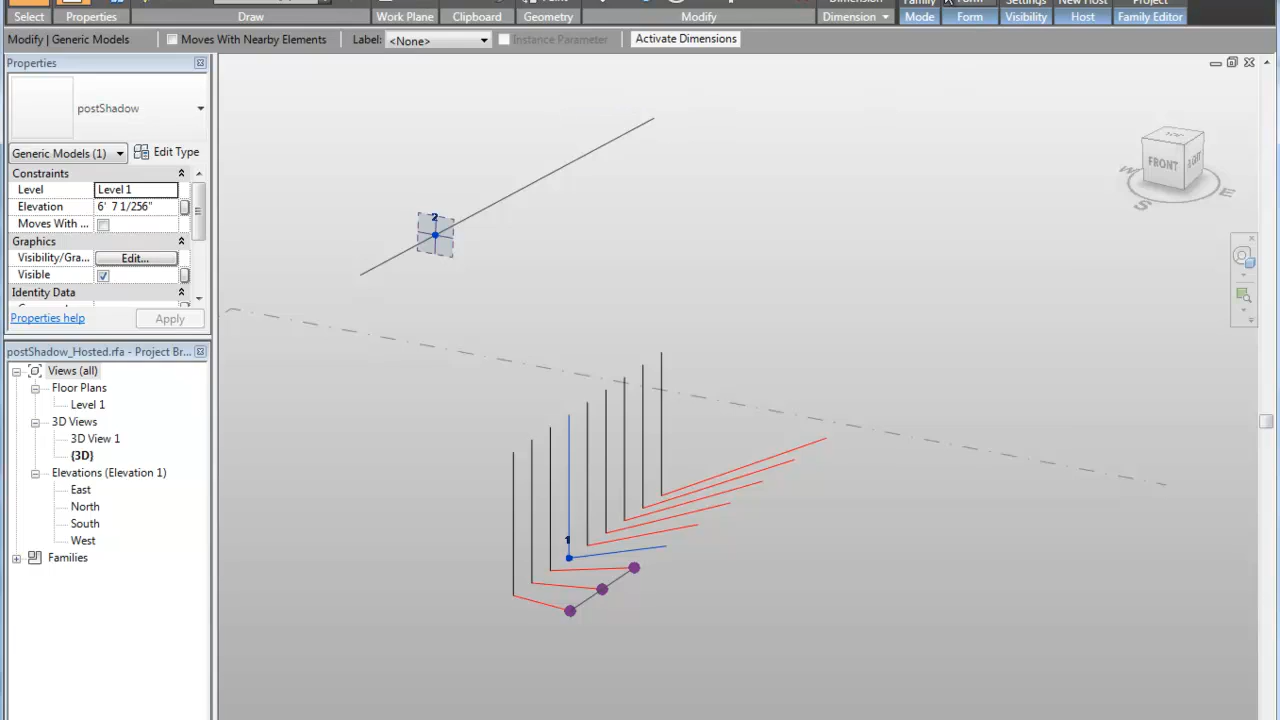 Select Properties Draw Work Plane Clipboard Geometry Modify Dimension Mode Form Visibility Host Family Editor
Modify | Generic Models Moves With Nearby Elements Label: <None> Instance Parameter Activate Dimensions
Properties
postShadow
Generic Models (1) Edit Type
Constraints
Level Level 1
Elevation 6' 7 1/256"
Moves With ...
Graphics
Visibility/Gra... Edit...
Visible
Identity Data
Properties help Apply
postShadow_Hosted.rfa - Project Br...
Views (all)
Floor Plans
Level 1
3D Views
3D View 1
{3D}
Elevations (Elevation 1)
East
North
South
West
Families
2
1
FRONT
W
S
E